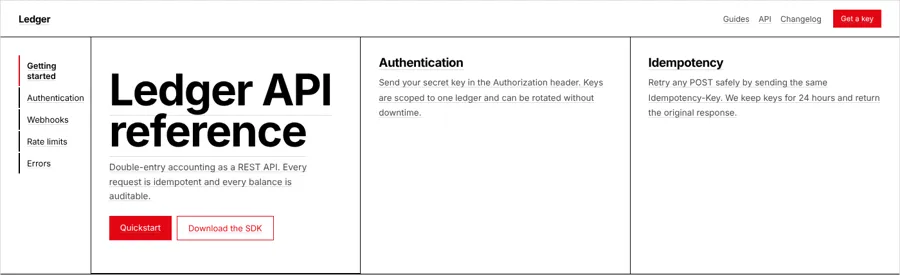 Ledger
Guides API Changelog Get a key
Getting
started
Authentication
Webhooks
Rate limits
Errors
Ledger API
reference
Double-entry accounting as a REST API. Every
request is idempotent and every balance is
auditable.
Quickstart Download the SDK
Authentication
Send your secret key in the Authorization header. Keys
are scoped to one ledger and can be rotated without
downtime.
Idempotency
Retry any POST safely by sending the same
Idempotency-Key. We keep keys for 24 hours and return
the original response.